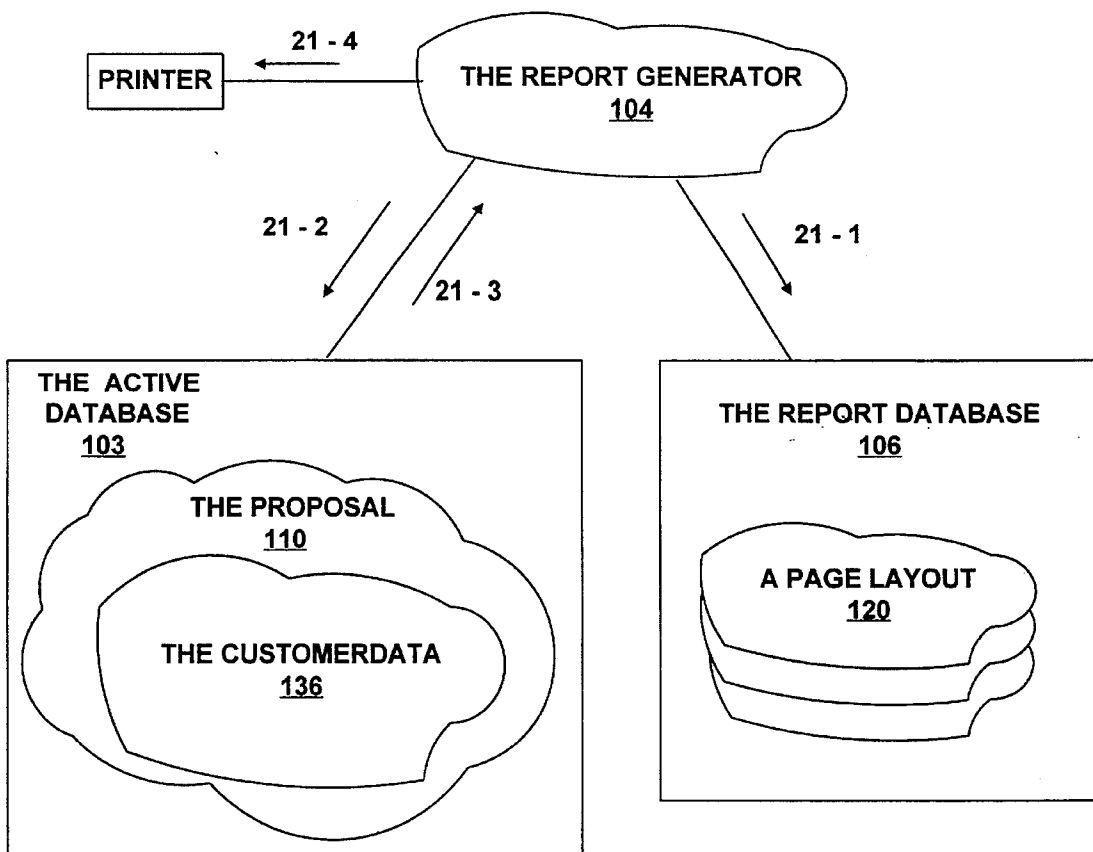 21 - 4
PRINTER
THE REPORT GENERATOR
104
21 - 2
21 - 3
21 - 1
THE ACTIVE
DATABASE
103
THE PROPOSAL
110
THE CUSTOMERDATA
136
THE REPORT DATABASE
106
A PAGE LAYOUT
120